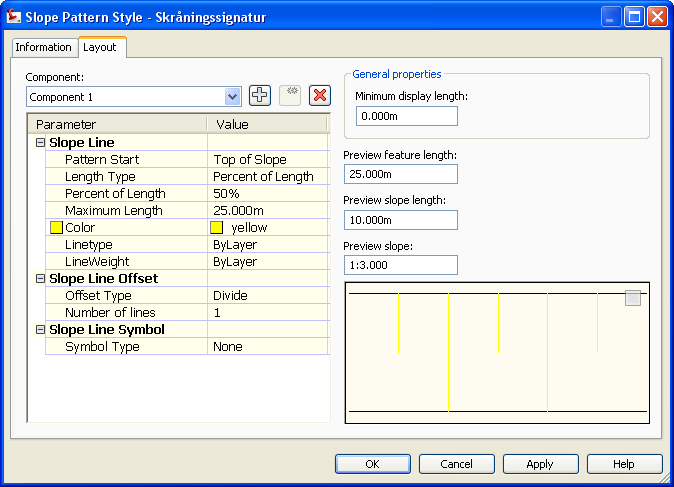 Slope Pattern Style - Skråningssignatur
Information
Layout
Component:
Component 1
Parameter Value
Slope Line
Pattern Start Top of Slope
Length Type Percent of Length
Percent of Length 50%
Maximum Length 25.000m
Color yellow
Linetype ByLayer
LineWeight ByLayer
Slope Line Offset
Offset Type Divide
Number of lines 1
Slope Line Symbol
Symbol Type None
General properties
Minimum display length:
0.000m
Preview feature length:
25.000m
Preview slope length:
10.000m
Preview slope:
1:3.000
OK
Cancel
Apply
Help